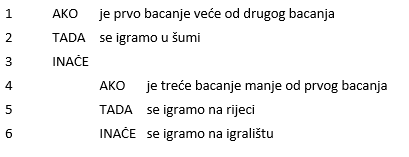 1 AKO je prvo bacanje veće od drugog bacanja
2 TADA se igramo u šumi
3 INAČE
4 AKO je treće bacanje manje od prvog bacanja
5 TADA se igramo na rijeci
6 INAČE se igramo na igralištu